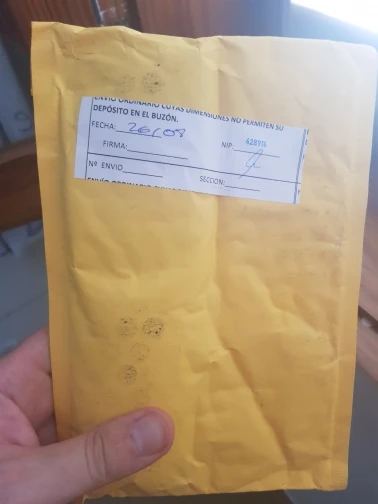 ENVÍO ORDINARIO CUYAS DIMENSIONES NO PERMITEN SU
DEPÓSITO EN EL BUZÓN.
FECHA: 26/08 NIP:
FIRMA:
Nº ENVIO SECCION: